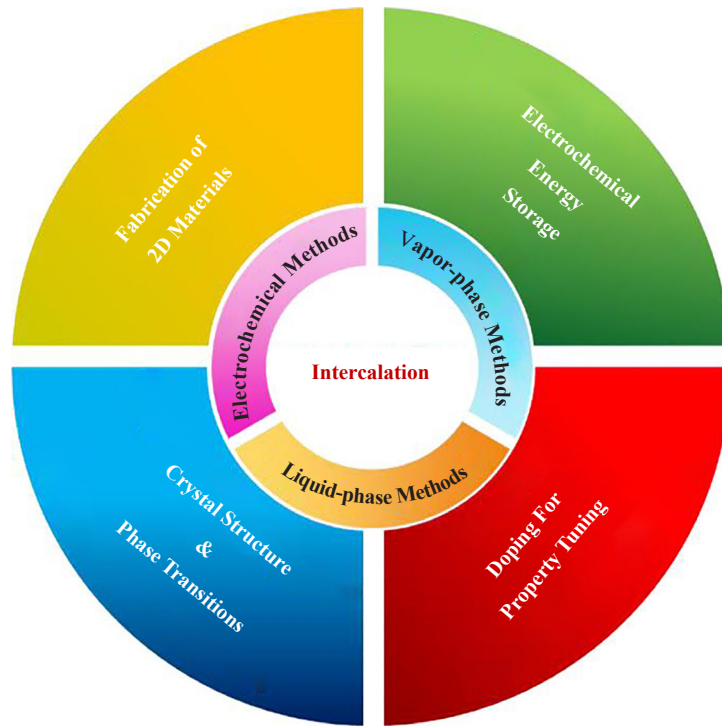 Fabrication of
2D Materials
Electrochemical
Energy
Storage
Electrochemical Methods
Vapor-phase Methods
Intercalation
Liquid-phase Methods
Crystal Structure
&
Phase Transitions
Doping For
Property Tuning